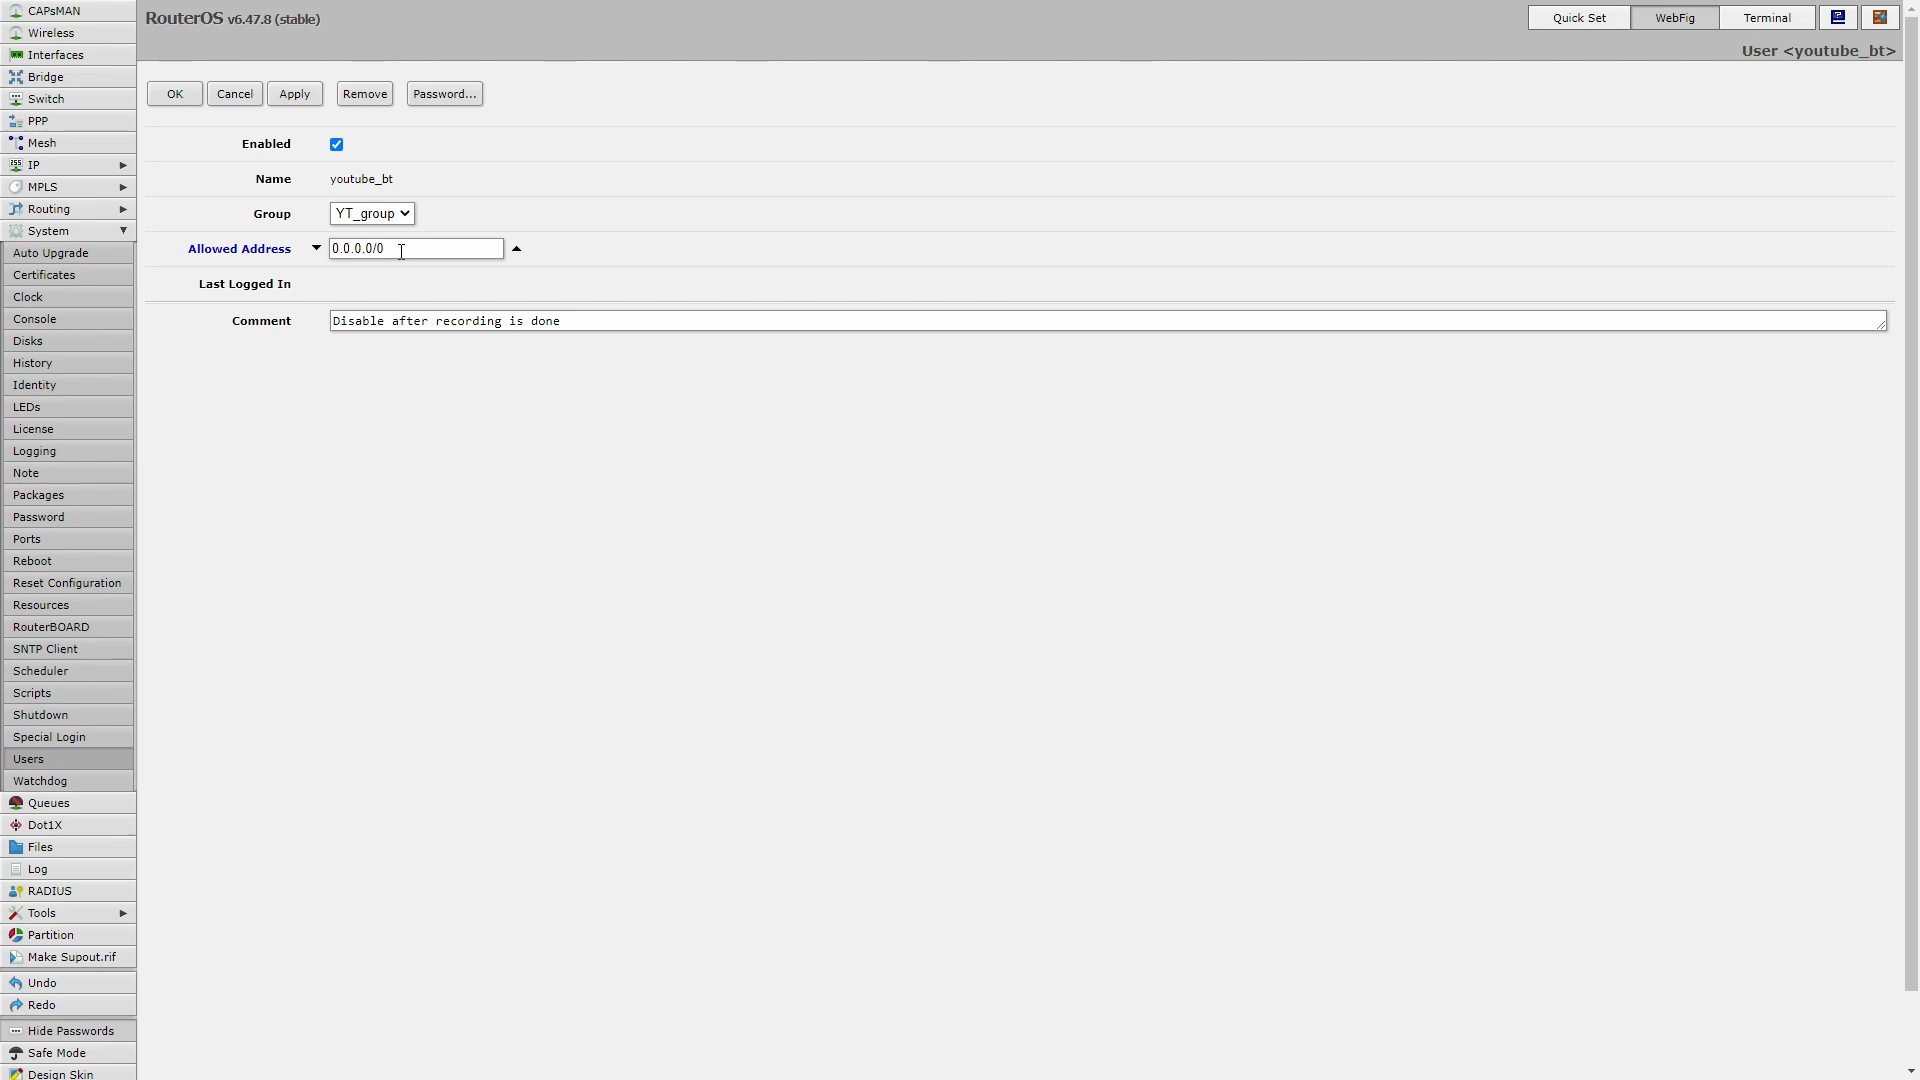 RouterOS v6.47.8 (stable)
Quick Set
WebFig
Terminal
User <youtube_bt>
CAPsMAN
Wireless
Interfaces
Bridge
Switch
PPP
Mesh
IP
MPLS
Routing
System
Auto Upgrade
Certificates
Clock
Console
Disks
History
Identity
LEDs
License
Logging
Note
Packages
Password
Ports
Reboot
Reset Configuration
Resources
RouterBOARD
SNTP Client
Scheduler
Scripts
Shutdown
Special Login
Users
Watchdog
Queues
Dot1X
Files
Log
RADIUS
Tools
Partition
Make Supout.rif
Undo
Redo
Hide Passwords
Safe Mode
Design Skin
OK Cancel Apply Remove Password...
Enabled
Name youtube_bt
Group YT_group
Allowed Address 0.0.0.0/0
Last Logged In
Comment Disable after recording is done